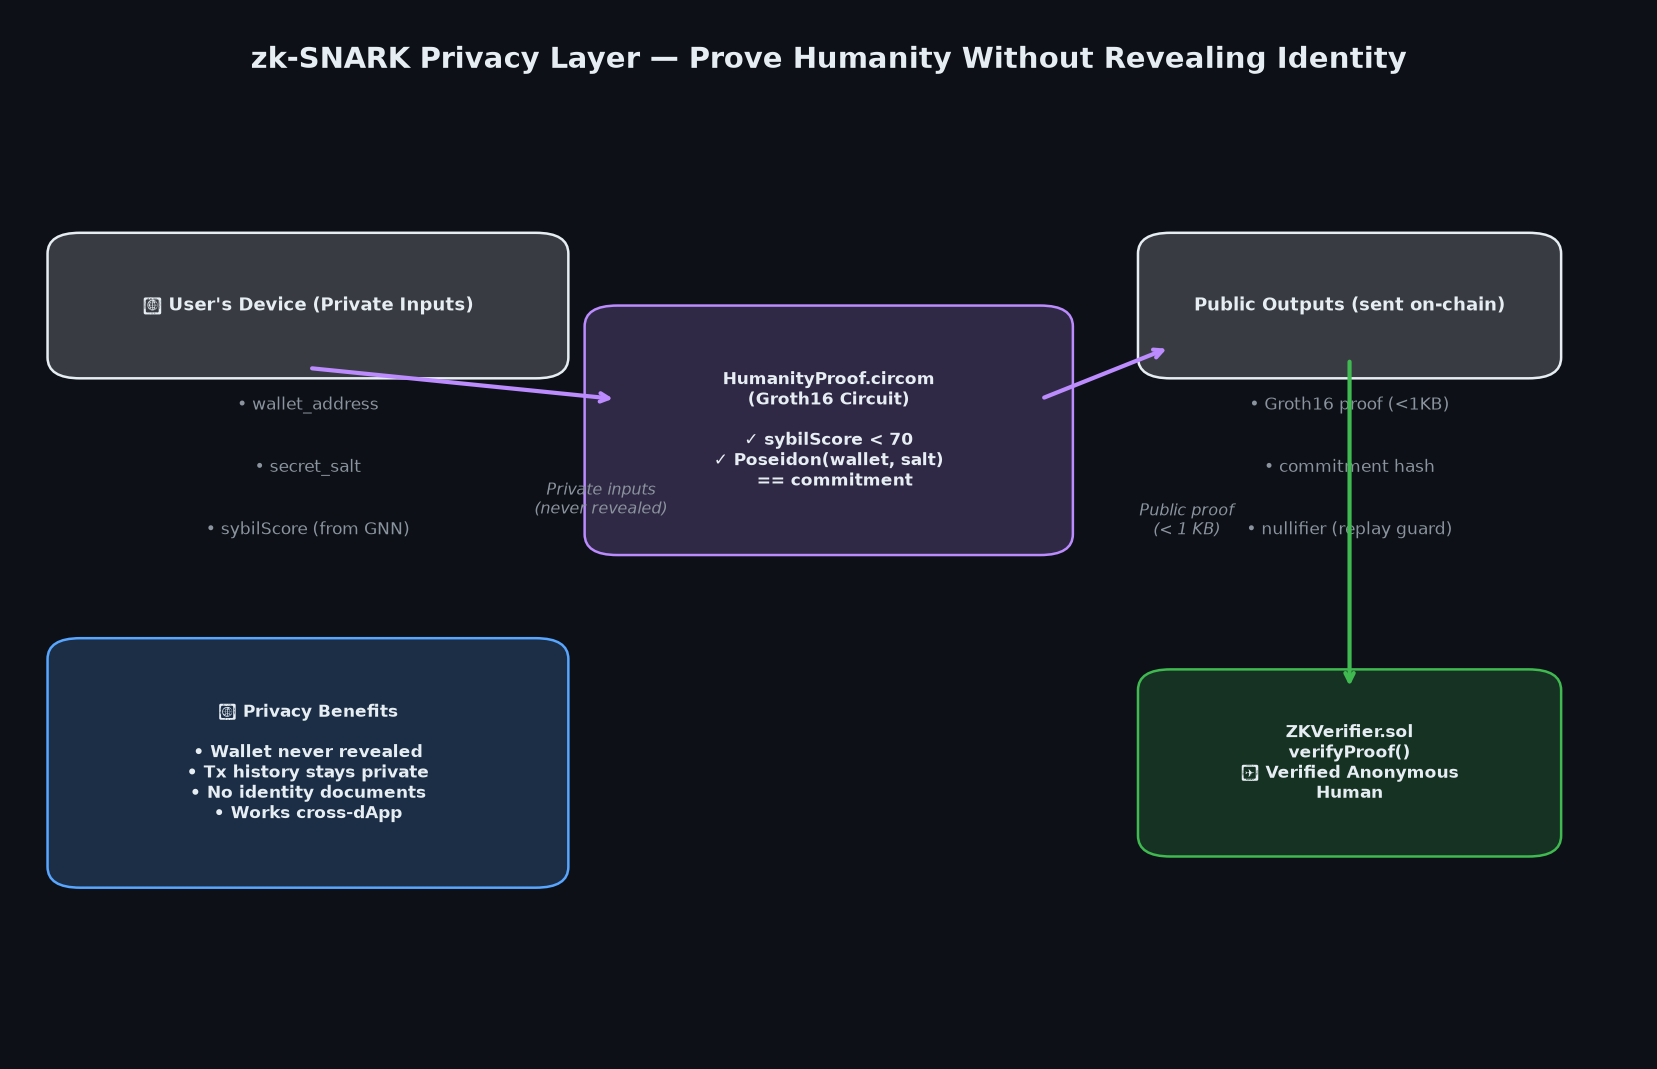 zk-SNARK Privacy Layer — Prove Humanity Without Revealing Identity
User's Device (Private Inputs)
• wallet_address
• secret_salt
• sybilScore (from GNN)
Private inputs
(never revealed)
HumanityProof.circom
(Groth16 Circuit)
✓ sybilScore < 70
✓ Poseidon(wallet, salt)
== commitment
Public proof
(< 1 KB)
Public Outputs (sent on-chain)
• Groth16 proof (<1KB)
• commitment hash
• nullifier (replay guard)
Privacy Benefits
• Wallet never revealed
• Tx history stays private
• No identity documents
• Works cross-dApp
ZKVerifier.sol
verifyProof()
Verified Anonymous
Human